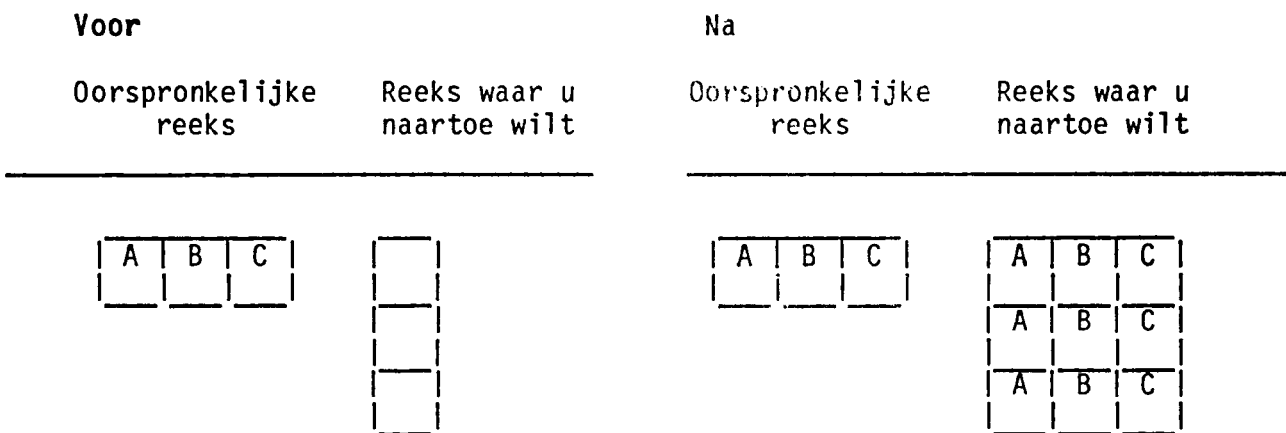 Voor Na
Oorspronkelijke Reeks waar u Oorspronkelijke Reeks waar u
reeks naartoe wilt reeks naartoe wilt
A B C A B C A B C
A B C
A B C